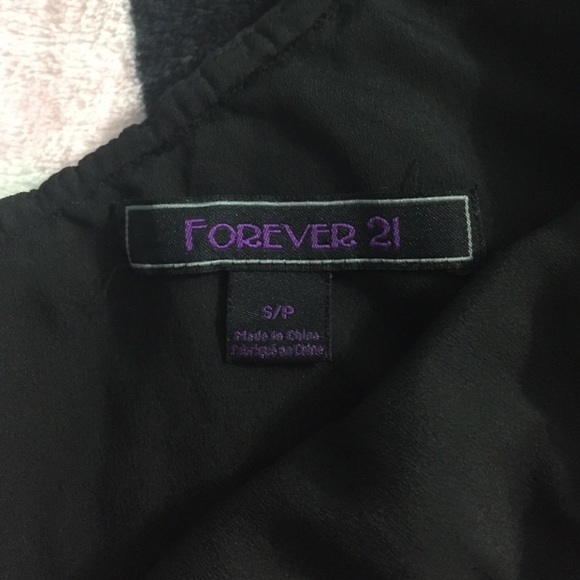 FOREVER 21
S/P
Made in China
Fabriqué en Chine